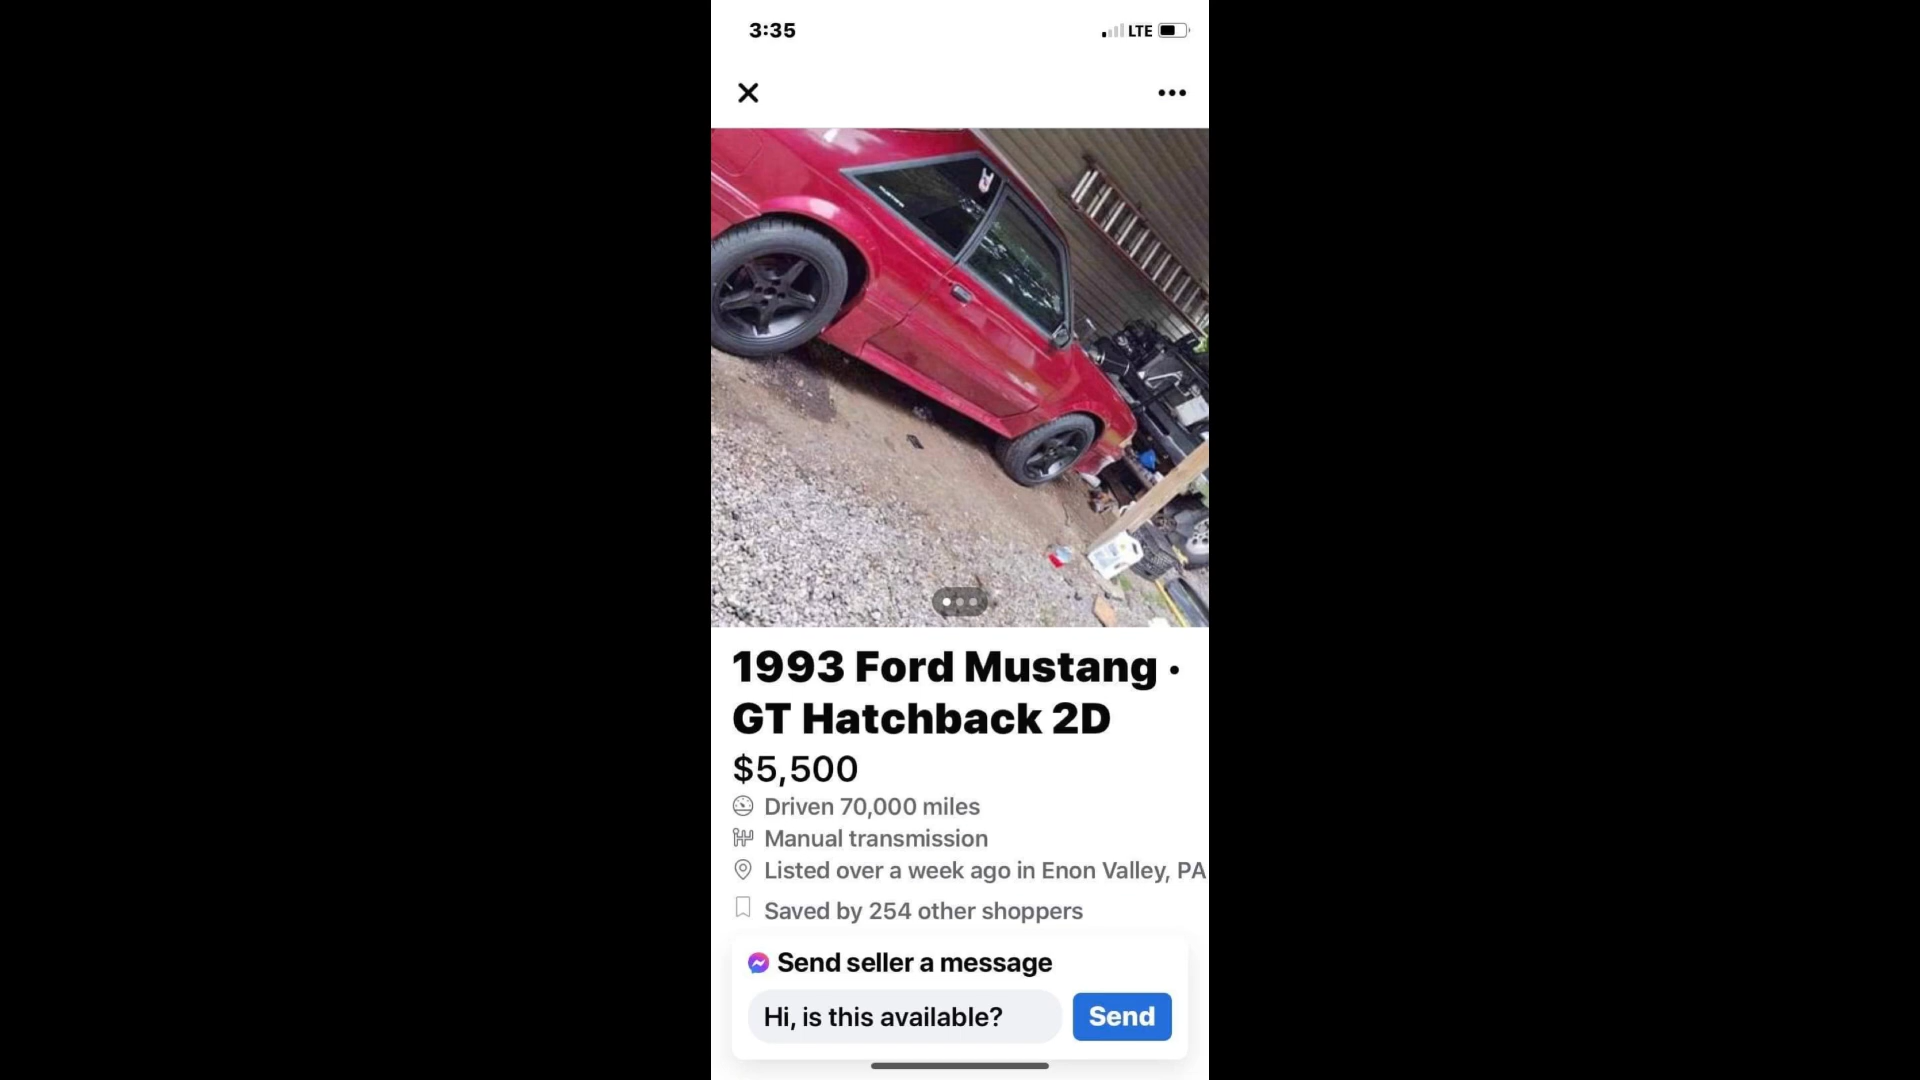 3:35
LTE
1993 Ford Mustang ·
GT Hatchback 2D
$5,500
Driven 70,000 miles
Manual transmission
Listed over a week ago in Enon Valley, PA
Saved by 254 other shoppers
Send seller a message
Hi, is this available?
Send